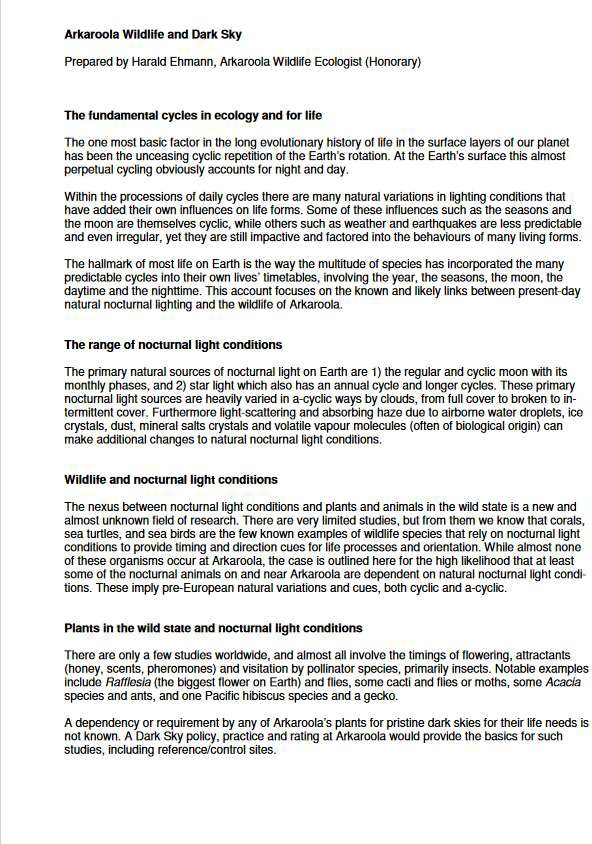 Arkaroola Wildlife and Dark Sky
Prepared by Harald Ehmann, Arkaroola Wildlife Ecologist (Honorary)
The fundamental cycles in ecology and for life
The one most basic factor in the long evolutionary history of life in the surface layers of our planet
has been the unceasing cyclic repetition of the Earth's rotation. At the Earth's surface this almost
perpetual cycling obviously accounts for night and day.
Within the processions of daily cycles there are many natural variations in lighting conditions that
have added their own influences on life forms. Some of these influences such as the seasons and
the moon are themselves cyclic, while others such as weather and earthquakes are less predictable
and even irregular, yet they are still impactive and factored into the behaviours of many living forms.
The hallmark of most life on Earth is the way the multitude of species has incorporated the many
predictable cycles into their own lives' timetables, involving the year, the seasons, the moon, the
daytime and the nighttime. This account focuses on the known and likely links between present-day
natural nocturnal lighting and the wildlife of Arkaroola.
The range of nocturnal light conditions
The primary natural sources of nocturnal light on Earth are 1) the regular and cyclic moon with its
monthly phases, and 2) star light which also has an annual cycle and longer cycles. These primary
nocturnal light sources are heavily varied in a-cyclic ways by clouds, from full cover to broken to in-
termittent cover. Furthermore light-scattering and absorbing haze due to airborne water droplets, ice
crystals, dust, mineral salts crystals and volatile vapour molecules (often of biological origin) can
make additional changes to natural nocturnal light conditions.
Wildlife and nocturnal light conditions
The nexus between nocturnal light conditions and plants and animals in the wild state is a new and
almost unknown field of research. There are very limited studies, but from them we know that corals,
sea turtles, and sea birds are the few known examples of wildlife species that rely on nocturnal light
conditions to provide timing and direction cues for life processes and orientation. While almost none
of these organisms occur at Arkaroola, the case is outlined here for the high likelihood that at least
some of the nocturnal animals on and near Arkaroola are dependent on natural nocturnal light condi-
tions. These imply pre-European natural variations and cues, both cyclic and a-cyclic.
Plants in the wild state and nocturnal light conditions
There are only a few studies worldwide, and almost all involve the timings of flowering, attractants
(honey, scents, pheromones) and visitation by pollinator species, primarily insects. Notable examples
include Rafflesia (the biggest flower on Earth) and flies, some cacti and flies or moths, some Acacia
species and ants, and one Pacific hibiscus species and a gecko.
A dependency or requirement by any of Arkaroola's plants for pristine dark skies for their life needs is
not known. A Dark Sky policy, practice and rating at Arkaroola would provide the basics for such
studies, including reference/control sites.